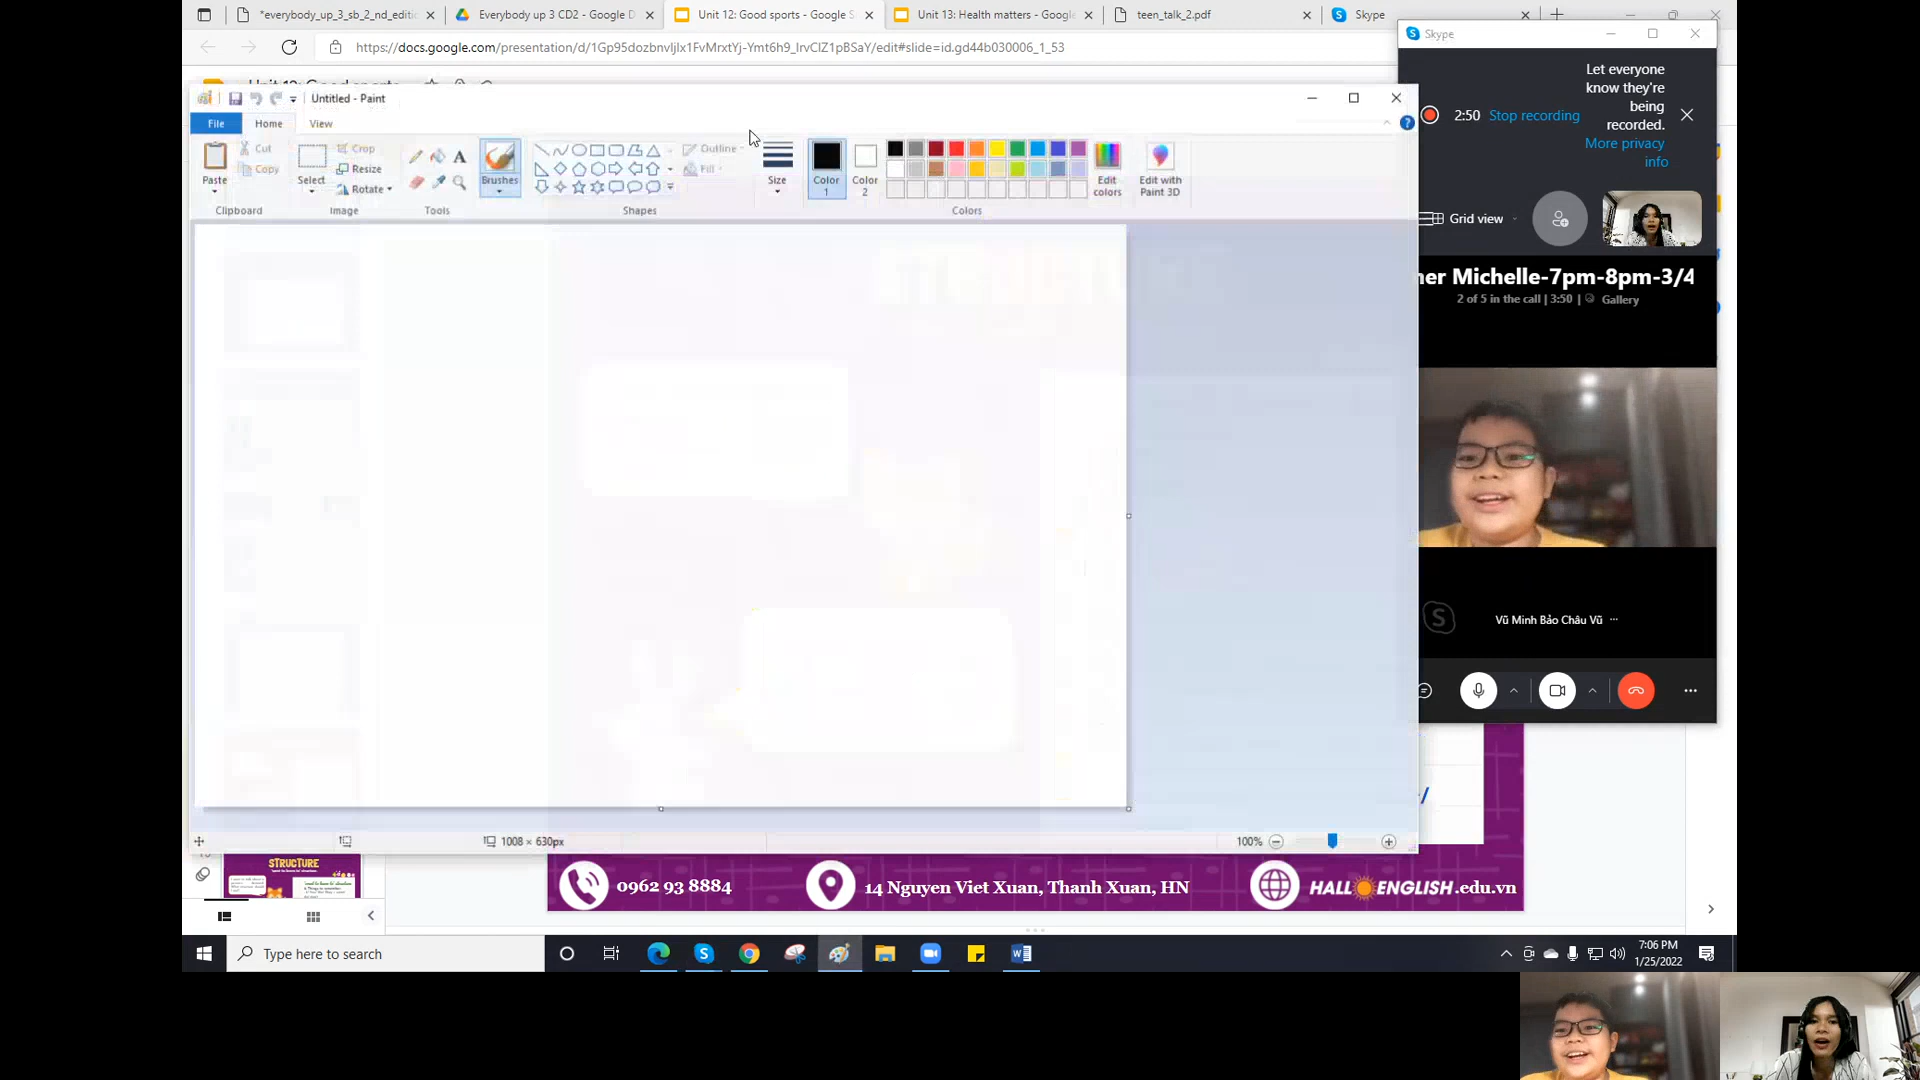 *everybody_up_3_sb_2_nd_editi
Everybody up 3 CD2 - Google D
Unit 12: Good sports - Google S
Unit 13: Health matters - Google
teen_talk_2.pdf
Skype
https://docs.google.com/presentation/d/1Gp95dozbnvIjlx1FvMrxtYj-Ymt6h9_IrvClZ1pBSaY/edit#slide=id.gd44b030006_1_53
Skype
Let everyone
know they're
being
recorded.
More privacy
info
2:50
Stop recording
Untitled - Paint
File
Home
View
Cut
Copy
Paste
Clipboard
Select
Crop
Resize
Rotate
Image
Tools
Brushes
Shapes
Outline
Fill
Size
Color
1
Color
2
Colors
Edit
colors
Edit with
Paint 3D
Grid view
her Michelle-7pm-8pm-3/4
2 of 5 in the call | 3:50 | Gallery
Vũ Minh Bảo Châu Vũ
1008 × 630px
100%
STRUCTURE
0962 93 8884
14 Nguyen Viet Xuan, Thanh Xuan, HN
HALLO ENGLISH.edu.vn
Type here to search
7:06 PM
1/25/2022